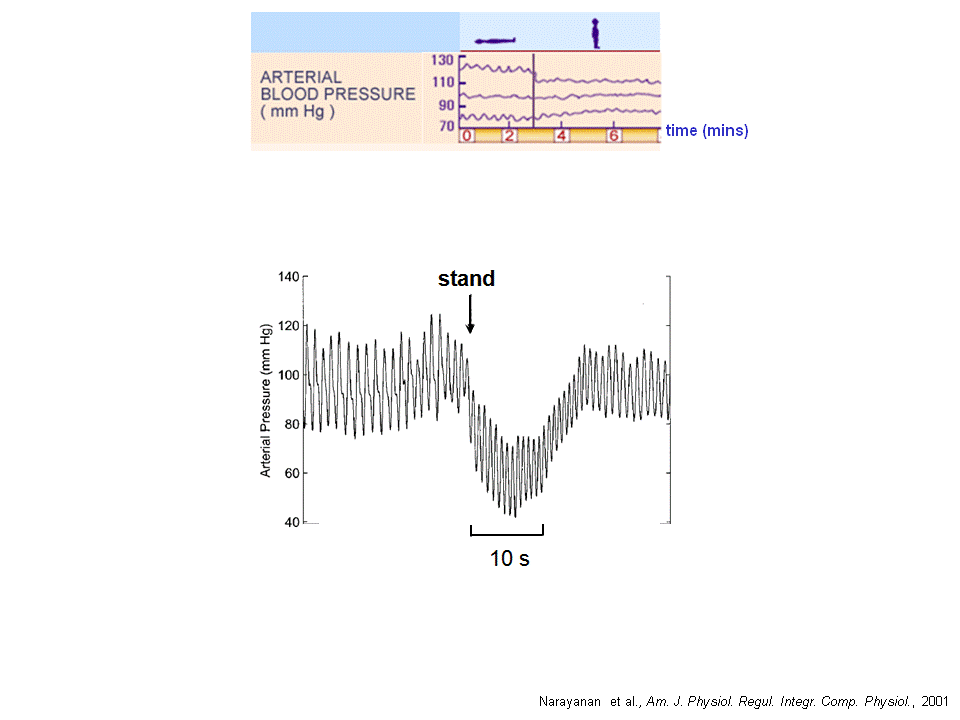 ARTERIAL
BLOOD PRESSURE
( mm Hg )
130
110
90
70
0 2 4 6
time (mins)
stand
140
120
100
80
60
40
Arterial Pressure (mm Hg)
10 s
Narayanan et al., Am. J. Physiol. Regul. Integr. Comp. Physiol., 2001